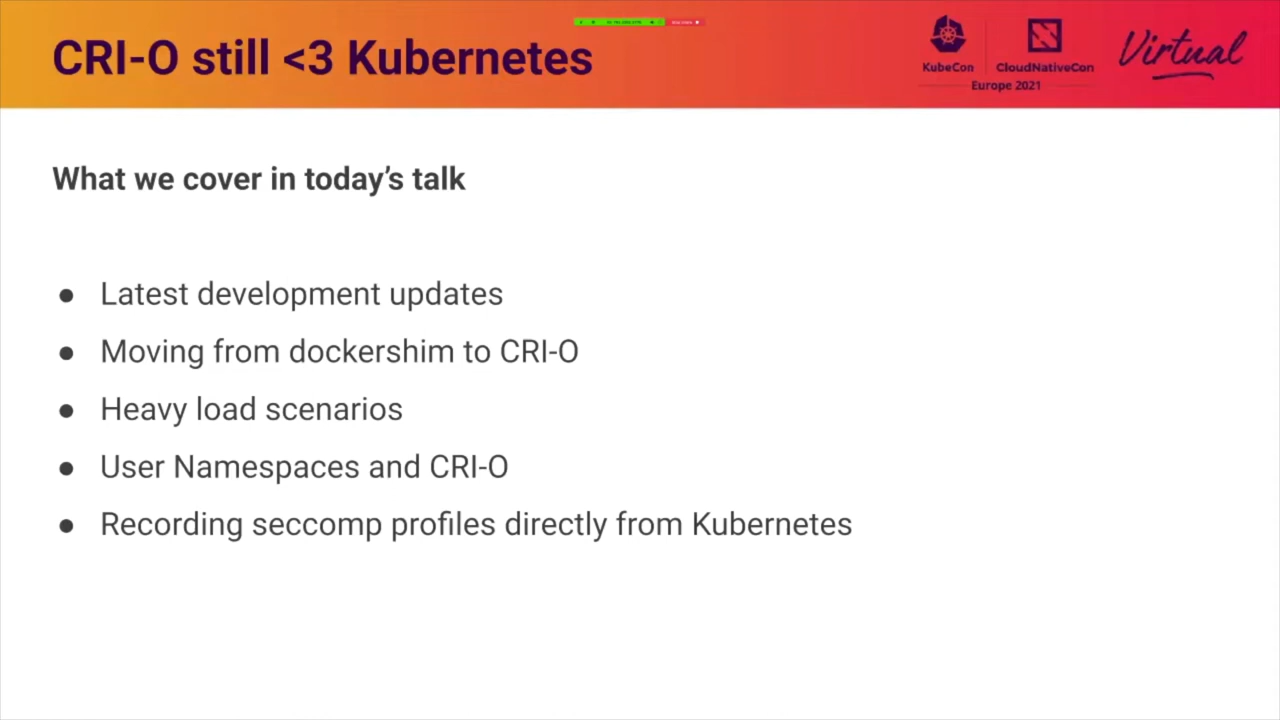 CRI-O still <3 Kubernetes
KubeCon
CloudNativeCon
Europe 2021
Virtual
What we cover in today's talk
● Latest development updates
● Moving from dockershim to CRI-O
● Heavy load scenarios
● User Namespaces and CRI-O
● Recording seccomp profiles directly from Kubernetes